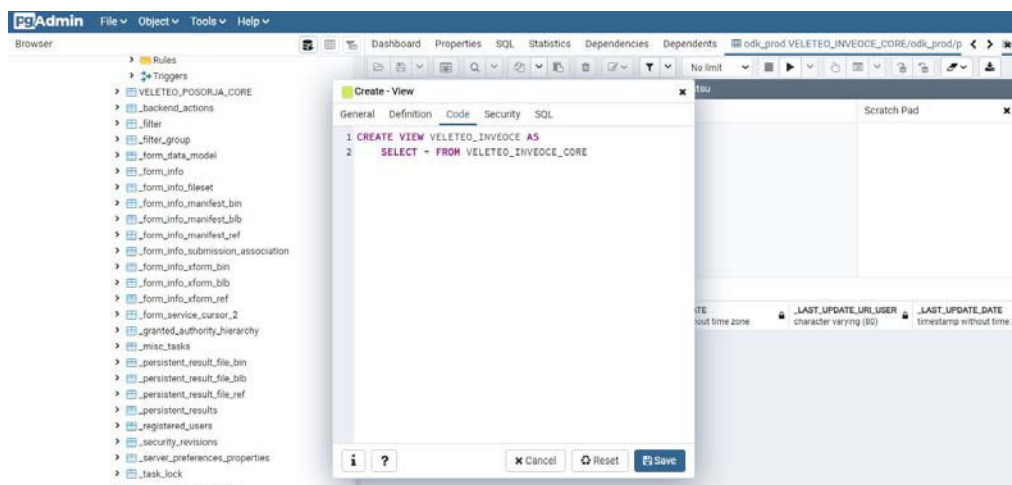 pgAdmin File Object Tools Help
Browser
Dashboard Properties SQL Statistics Dependencies Dependents odk_prod.VELETEO_INVEOCE_CORE/odk_prod/p
No limit
Rules
Triggers
VELETEO_POSORJA_CORE
_backend_actions
_filter
_filter_group
_form_data_model
_form_info
_form_info_fileset
_form_info_manifest_bin
_form_info_manifest_blb
_form_info_manifest_ref
_form_info_submission_association
_form_info_xform_bin
_form_info_xform_blb
_form_info_xform_ref
_form_service_cursor_2
_granted_authority_hierarchy
_misc_tasks
_persistent_result_file_bin
_persistent_result_file_blb
_persistent_result_file_ref
_persistent_results
_registered_users
_security_revisions
_server_preferences_properties
_task_lock
Create - View
General Definition Code Security SQL
1 CREATE VIEW VELETEO_INVEOCE AS
2 SELECT * FROM VELETEO_INVEOCE_CORE
i ? Cancel Reset Save
Scratch Pad
_LAST_UPDATE_URI_USER
character varying (80)
_LAST_UPDATE_DATE
timestamp without time
out time zone